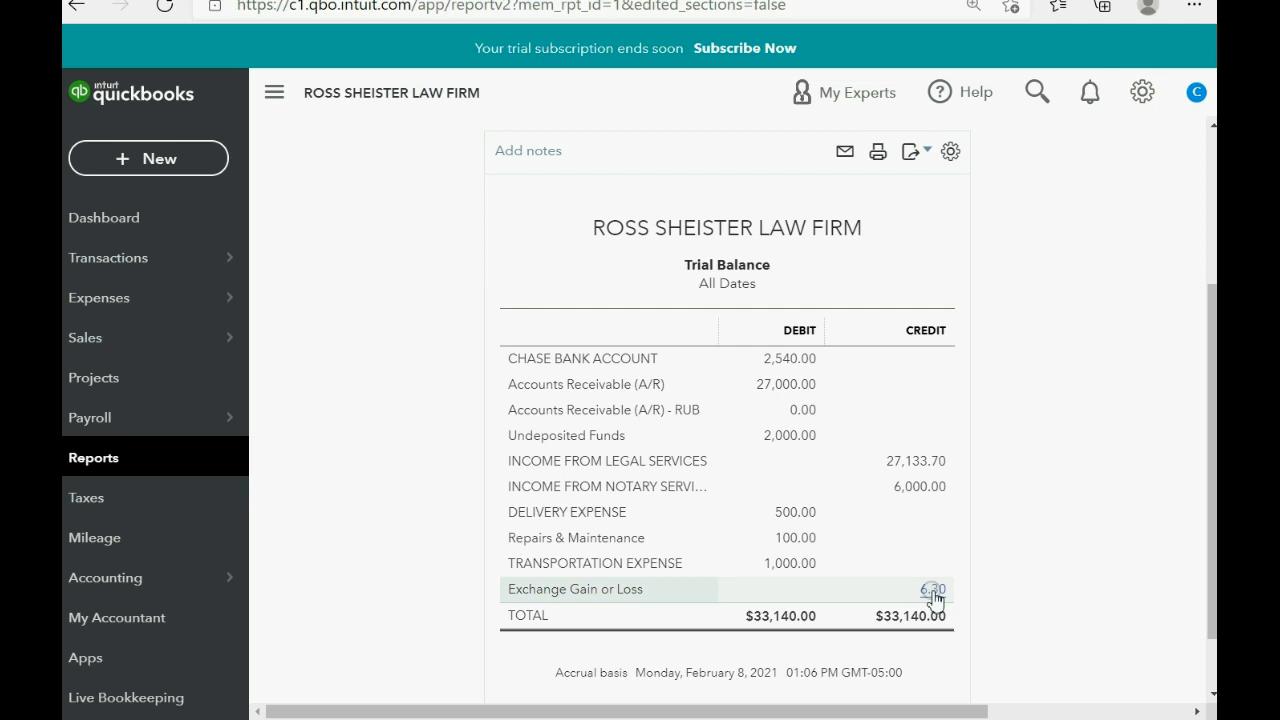 https://c1.qbo.intuit.com/app/reportv2?mem_rpt_id=1&edited_sections=false
Your trial subscription ends soon Subscribe Now
intuit quickbooks
ROSS SHEISTER LAW FIRM
My Experts
Help
C
+ New
Dashboard
Transactions
Expenses
Sales
Projects
Payroll
Reports
Taxes
Mileage
Accounting
My Accountant
Apps
Live Bookkeeping
Add notes
ROSS SHEISTER LAW FIRM
Trial Balance
All Dates
DEBIT CREDIT
CHASE BANK ACCOUNT 2,540.00
Accounts Receivable (A/R) 27,000.00
Accounts Receivable (A/R) - RUB 0.00
Undeposited Funds 2,000.00
INCOME FROM LEGAL SERVICES 27,133.70
INCOME FROM NOTARY SERVI... 6,000.00
DELIVERY EXPENSE 500.00
Repairs & Maintenance 100.00
TRANSPORTATION EXPENSE 1,000.00
Exchange Gain or Loss 6.30
TOTAL $33,140.00 $33,140.00
Accrual basis Monday, February 8, 2021 01:06 PM GMT-05:00